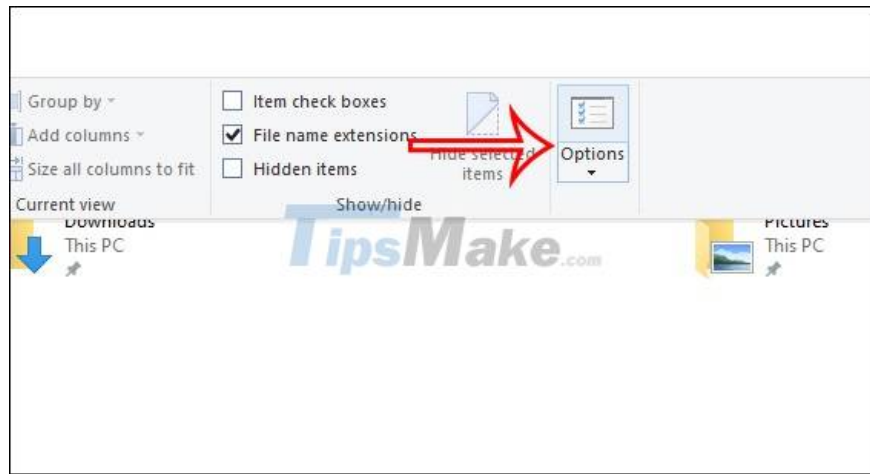 Group by
Add columns
Size all columns to fit
Current view
Item check boxes
File name extensions
Hidden items
Hide selected
items
Show/hide
Options
Downloads
This PC
TipsMake.com
Pictures
This PC